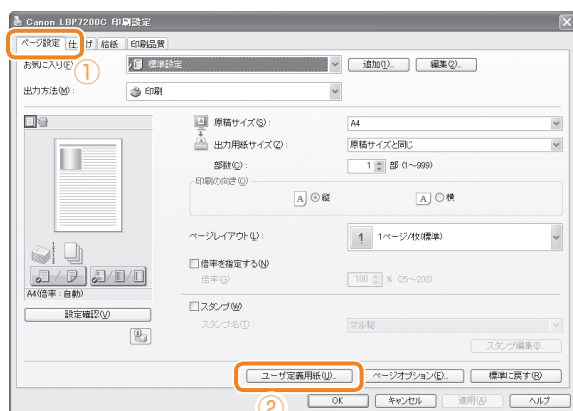 Canon LBP7200C 印刷設定
ページ設定 仕上げ 給紙 印刷品質
①
お気に入り(F): 標準設定 追加(1)... 編集(2)...
出力方法(M): 印刷
原稿サイズ(S): A4
出力用紙サイズ(Z): 原稿サイズと同じ
部数(C): 1 部 (1～999)
印刷の向き(O)
A 縦 A 横
ページレイアウト(L): 1 1ページ/枚(標準)
倍率を指定する(N)
倍率(G): 100 % (25～200)
A4(倍率：自動)
設定確認(V)
スタンプ(W)
スタンプ名(T): マル秘
スタンプ編集
ユーザ定義用紙(U)... ページオプション(E)... 標準に戻す(R)
②
OK キャンセル 適用(A) ヘルプ